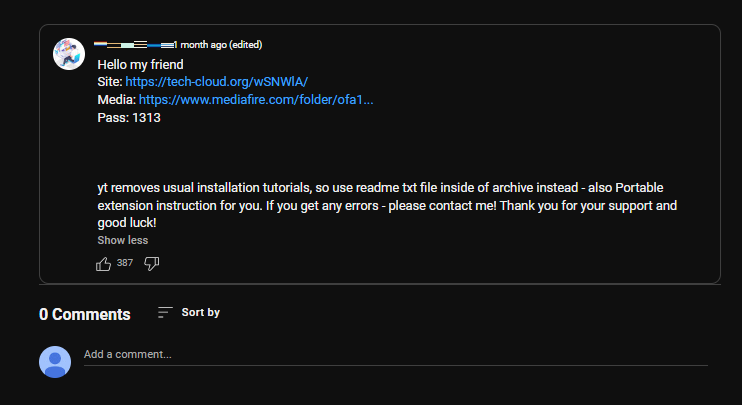 1 month ago (edited)
Hello my friend
Site: https://tech-cloud.org/wSNWlA/
Media: https://www.mediafire.com/folder/ofa1...
Pass: 1313
yt removes usual installation tutorials, so use readme txt file inside of archive instead - also Portable
extension instruction for you. If you get any errors - please contact me! Thank you for your support and
good luck!
Show less
387
0 Comments Sort by
Add a comment...